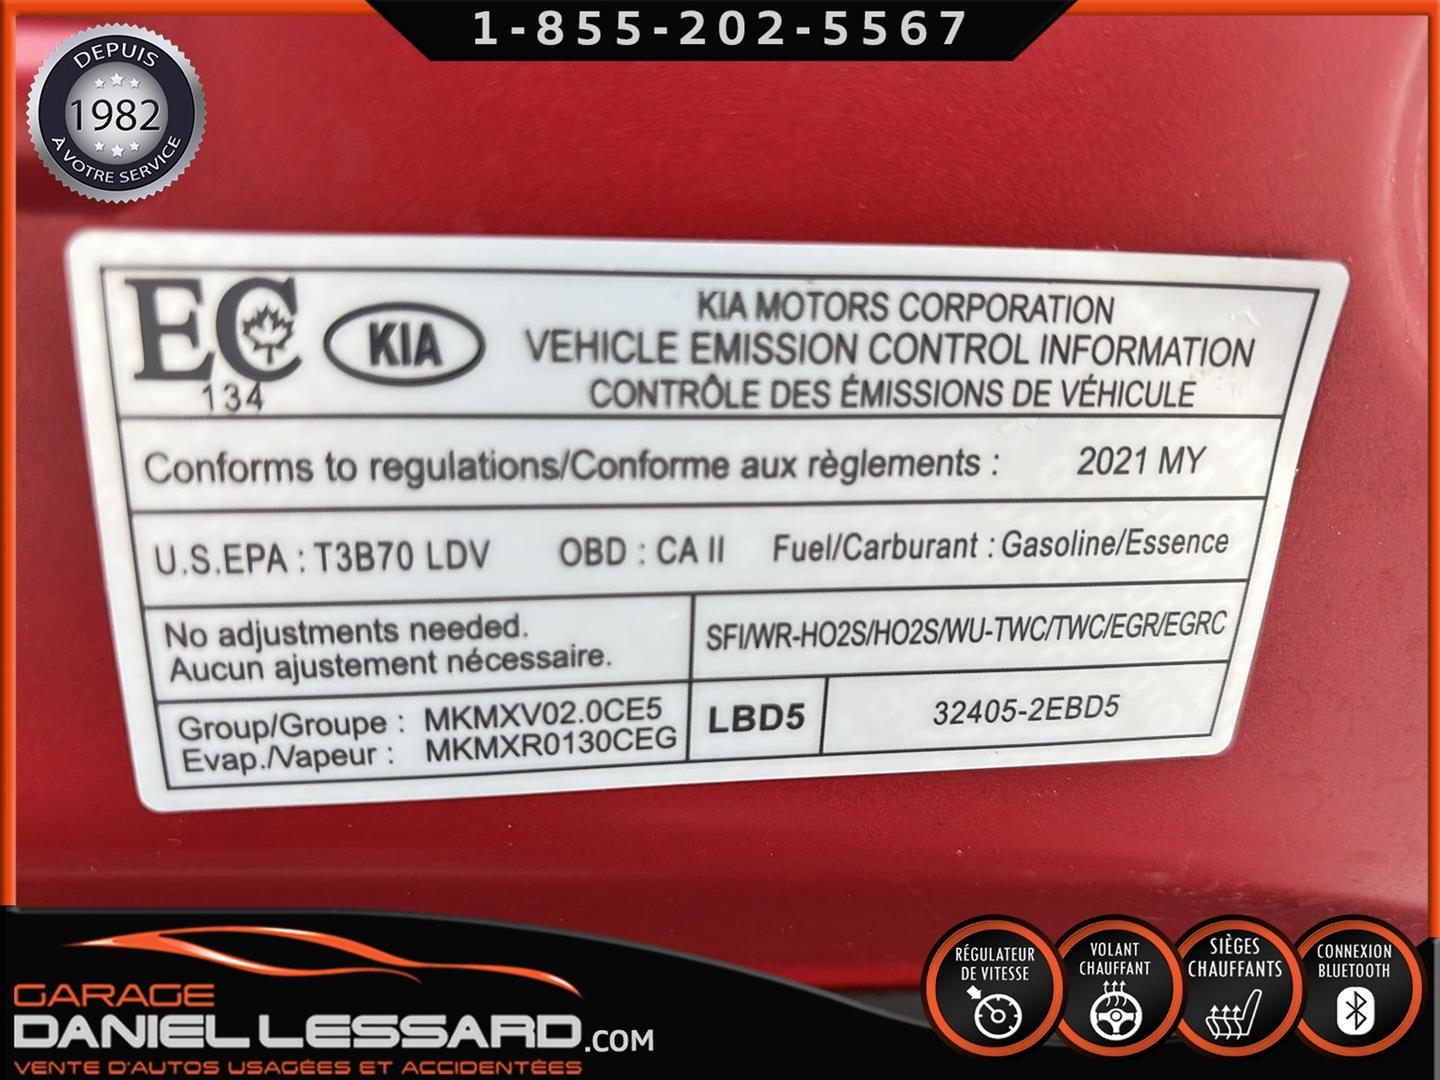 1-855-202-5567
DEPUIS
1982
À VOTRE SERVICE
EC
134
KIA
KIA MOTORS CORPORATION
VEHICLE EMISSION CONTROL INFORMATION
CONTRÔLE DES ÉMISSIONS DE VÉHICULE
Conforms to regulations/Conforme aux règlements : 2021 MY
U.S.EPA : T3B70 LDV OBD : CA II Fuel/Carburant : Gasoline/Essence
No adjustments needed.
Aucun ajustement nécessaire.
SFI/WR-HO2S/HO2S/WU-TWC/TWC/EGR/EGRC
Group/Groupe : MKMXV02.0CE5
Evap./Vapeur : MKMXR0130CEG
LBD5
32405-2EBD5
GARAGE
DANIEL LESSARD.COM
VENTE D'AUTOS USAGÉES ET ACCIDENTÉES
RÉGULATEUR
DE VITESSE
VOLANT
CHAUFFANT
SIÈGES
CHAUFFANTS
CONNEXION
BLUETOOTH